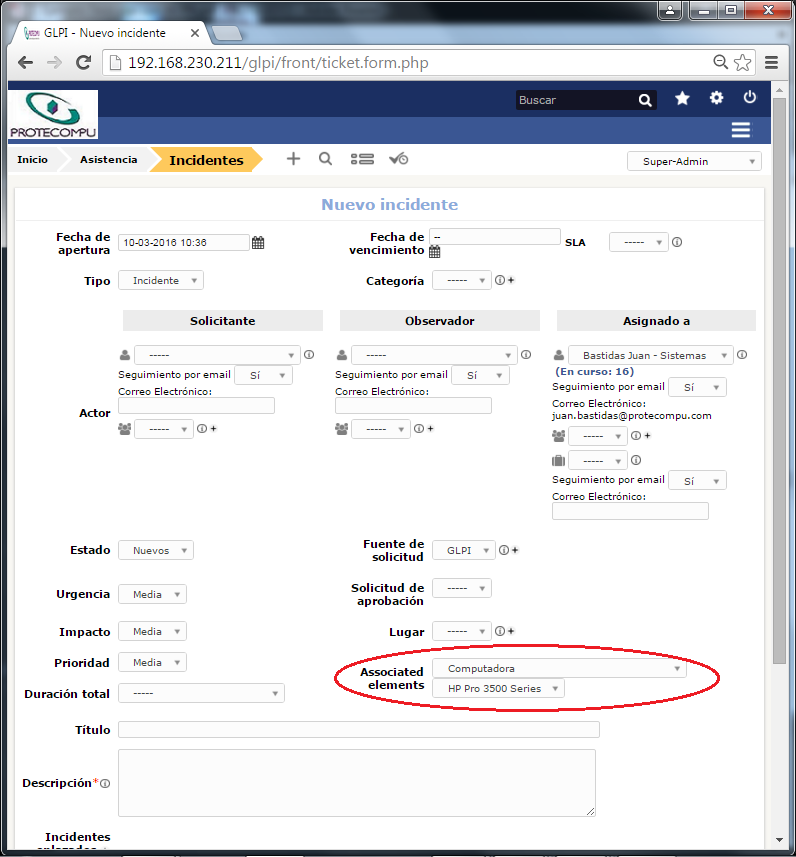 GLPI - Nuevo incidente
192.168.230.211/glpi/front/ticket.form.php
PROTECOMPU
Buscar
Inicio
Asistencia
Incidentes
Super-Admin
Nuevo incidente
Fecha de apertura
10-03-2016 10:36
Fecha de vencimiento
--
SLA
-----
Tipo
Incidente
Categoría
-----
Solicitante
Observador
Asignado a
Actor
-----
Seguimiento por email
Sí
Correo Electrónico:
-----
-----
Seguimiento por email
Sí
Correo Electrónico:
-----
Bastidas Juan - Sistemas
(En curso: 16)
Seguimiento por email
Sí
Correo Electrónico:
juan.bastidas@protecompu.com
-----
-----
Seguimiento por email
Sí
Correo Electrónico:
Estado
Nuevos
Fuente de solicitud
GLPI
Urgencia
Media
Solicitud de aprobación
-----
Impacto
Media
Lugar
-----
Prioridad
Media
Associated elements
Computadora
HP Pro 3500 Series
Duración total
-----
Título
Descripción*
Incidentes